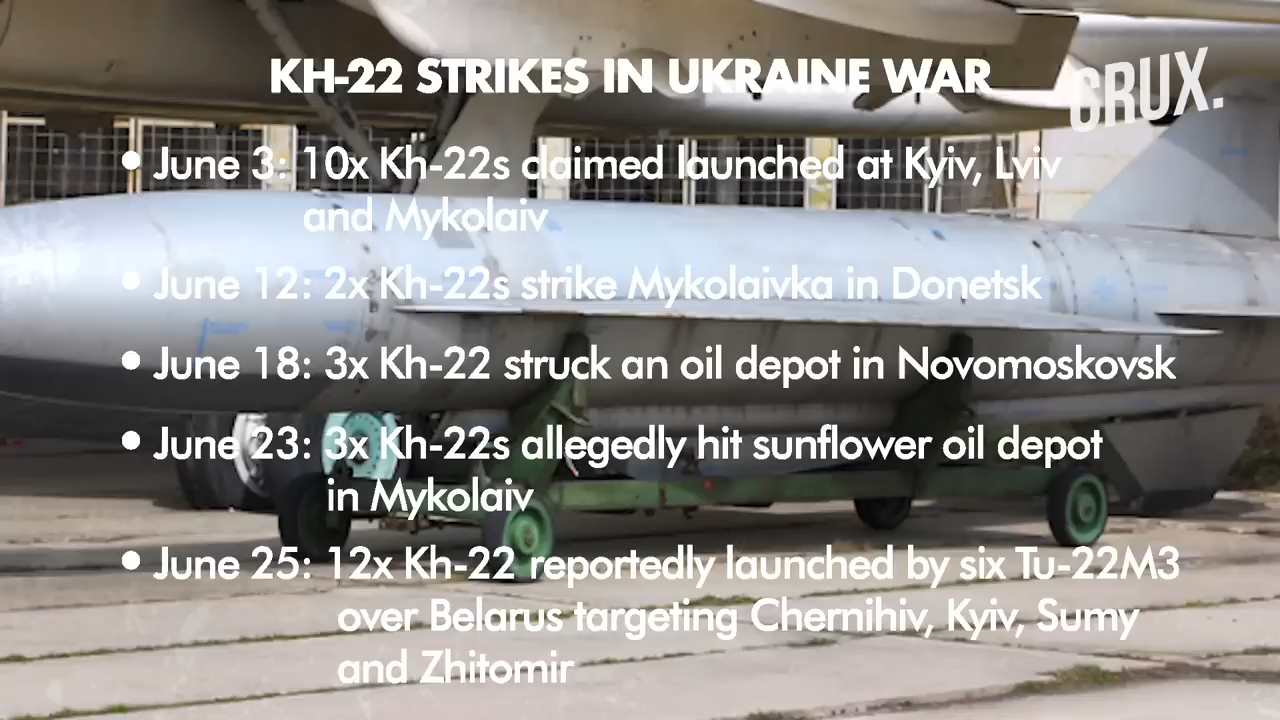 KH-22 STRIKES IN UKRAINE WAR
CRUX.
• June 3: 10x Kh-22s claimed launched at Kyiv, Lviv
and Mykolaiv
• June 12: 2x Kh-22s strike Mykolaivka in Donetsk
• June 18: 3x Kh-22 struck an oil depot in Novomoskovsk
• June 23: 3x Kh-22s allegedly hit sunflower oil depot
in Mykolaiv
• June 25: 12x Kh-22 reportedly launched by six Tu-22M3
over Belarus targeting Chernihiv, Kyiv, Sumy
and Zhitomir